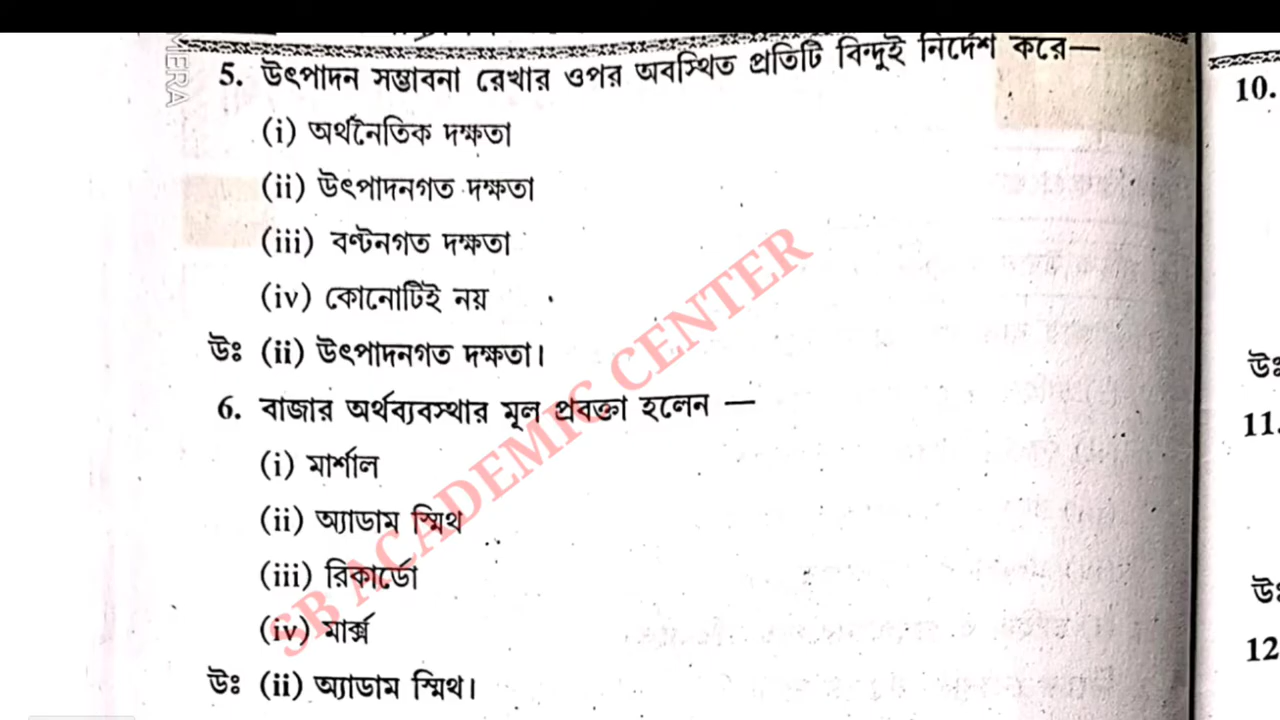 MERA
5. উৎপাদন সম্ভাবনা রেখার ওপর অবস্থিত প্রতিটি বিন্দুই নির্দেশ করে—
(i) অর্থনৈতিক দক্ষতা
(ii) উৎপাদনগত দক্ষতা
(iii) বণ্টনগত দক্ষতা
(iv) কোনোটিই নয়
উঃ (ii) উৎপাদনগত দক্ষতা।
6. বাজার অর্থব্যবস্থার মূল প্রবক্তা হলেন —
(i) মার্শাল
(ii) অ্যাডাম স্মিথ
(iii) রিকার্ডো
(iv) মার্ক্স
উঃ (ii) অ্যাডাম স্মিথ।
SB ACADEMIC CENTER
10.
উঃ
11.
উঃ
12